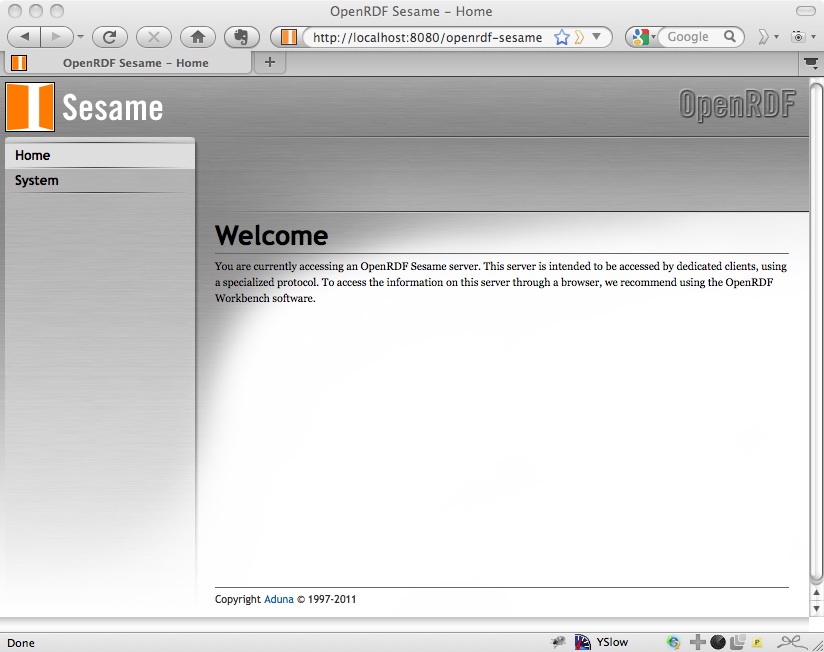 OpenRDF Sesame – Home
http://localhost:8080/openrdf-sesame
Google
OpenRDF Sesame – Home
Sesame
OpenRDF
Home
System
Welcome
You are currently accessing an OpenRDF Sesame server. This server is intended to be accessed by dedicated clients, using
a specialized protocol. To access the information on this server through a browser, we recommend using the OpenRDF
Workbench software.
Copyright Aduna © 1997-2011
Done
YSlow
P